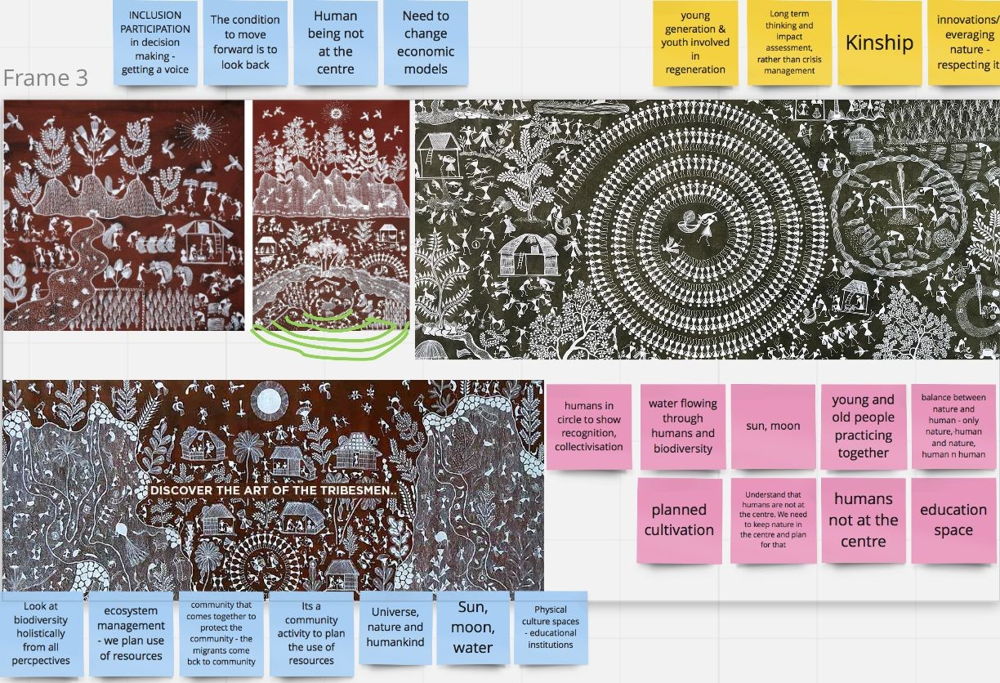 INCLUSION
PARTICIPATION
in decision
making -
getting a voice
The condition
to move
forward is to
look back
Human
being not
at the
centre
Need to
change
economic
models
young
generation &
youth involved
in
regeneration
Long term
thinking and
impact
assessment,
rather than crisis
management
Kinship
innovations/
everaging
nature -
respecting it
Frame 3
DISCOVER THE ART OF THE TRIBESMEN..
humans in
circle to show
recognition,
collectivisation
water flowing
through
humans and
biodiversity
sun, moon
young and
old people
practicing
together
balance between
nature and
human - only
nature, human
and nature,
human n human
planned
cultivation
Understand that
humans are not at
the centre. We need
to keep nature in
the centre and plan
for that
humans
not at the
centre
education
space
Look at
biodiversity
holistically
from all
percpectives
ecosystem
management
- we plan use
of resources
community that
comes together to
protect the
community - the
migrants come
bck to community
Its a
community
activity to plan
the use of
resources
Universe,
nature and
humankind
Sun,
moon,
water
Physical
culture spaces
- educational
institutions